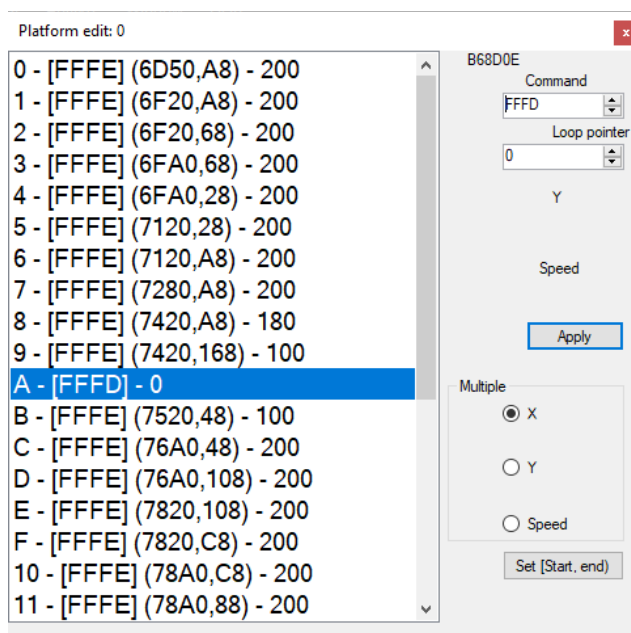 Platform edit: 0
x
0 - [FFFE] (6D50,A8) - 200
1 - [FFFE] (6F20,A8) - 200
2 - [FFFE] (6F20,68) - 200
3 - [FFFE] (6FA0,68) - 200
4 - [FFFE] (6FA0,28) - 200
5 - [FFFE] (7120,28) - 200
6 - [FFFE] (7120,A8) - 200
7 - [FFFE] (7280,A8) - 200
8 - [FFFE] (7420,A8) - 180
9 - [FFFE] (7420,168) - 100
A - [FFFD] - 0
B - [FFFE] (7520,48) - 100
C - [FFFE] (76A0,48) - 200
D - [FFFE] (76A0,108) - 200
E - [FFFE] (7820,108) - 200
F - [FFFE] (7820,C8) - 200
10 - [FFFE] (78A0,C8) - 200
11 - [FFFE] (78A0,88) - 200
B68D0E
Command
FFFD
Loop pointer
0
Y
Speed
Apply
Multiple
X
Y
Speed
Set [Start, end)